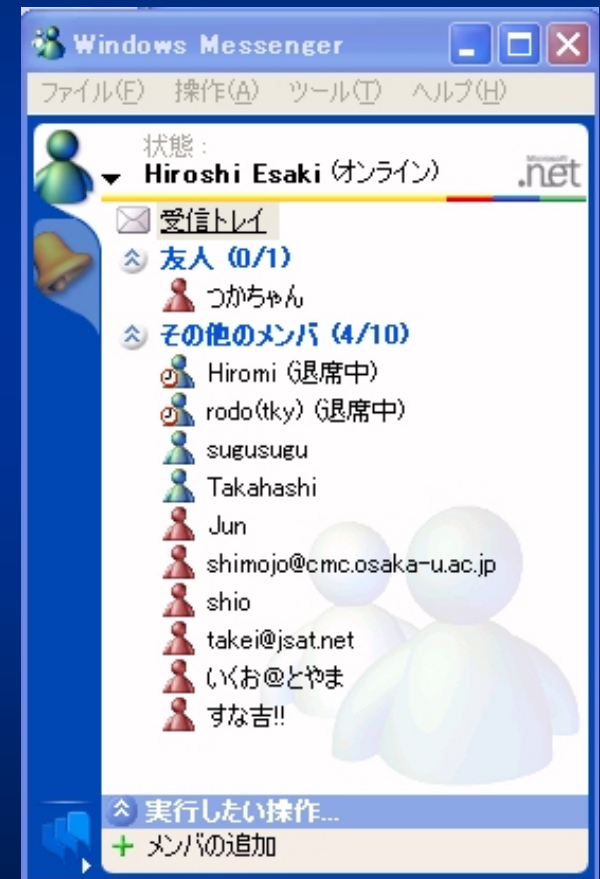 Windows Messenger
ファイル(F) 操作(A) ツール(T) ヘルプ(H)
状態 :
Hiroshi Esaki (オンライン)
Microsoft
.net
受信トレイ
友人 (0/1)
つかちゃん
その他のメンバ (4/10)
Hiromi (退席中)
rodo(tky) (退席中)
sugusugu
Takahashi
Jun
shimojo@cmc.osaka-u.ac.jp
shio
takei@jsat.net
いくお@とやま
すな吉!!
実行したい操作...
メンバの追加